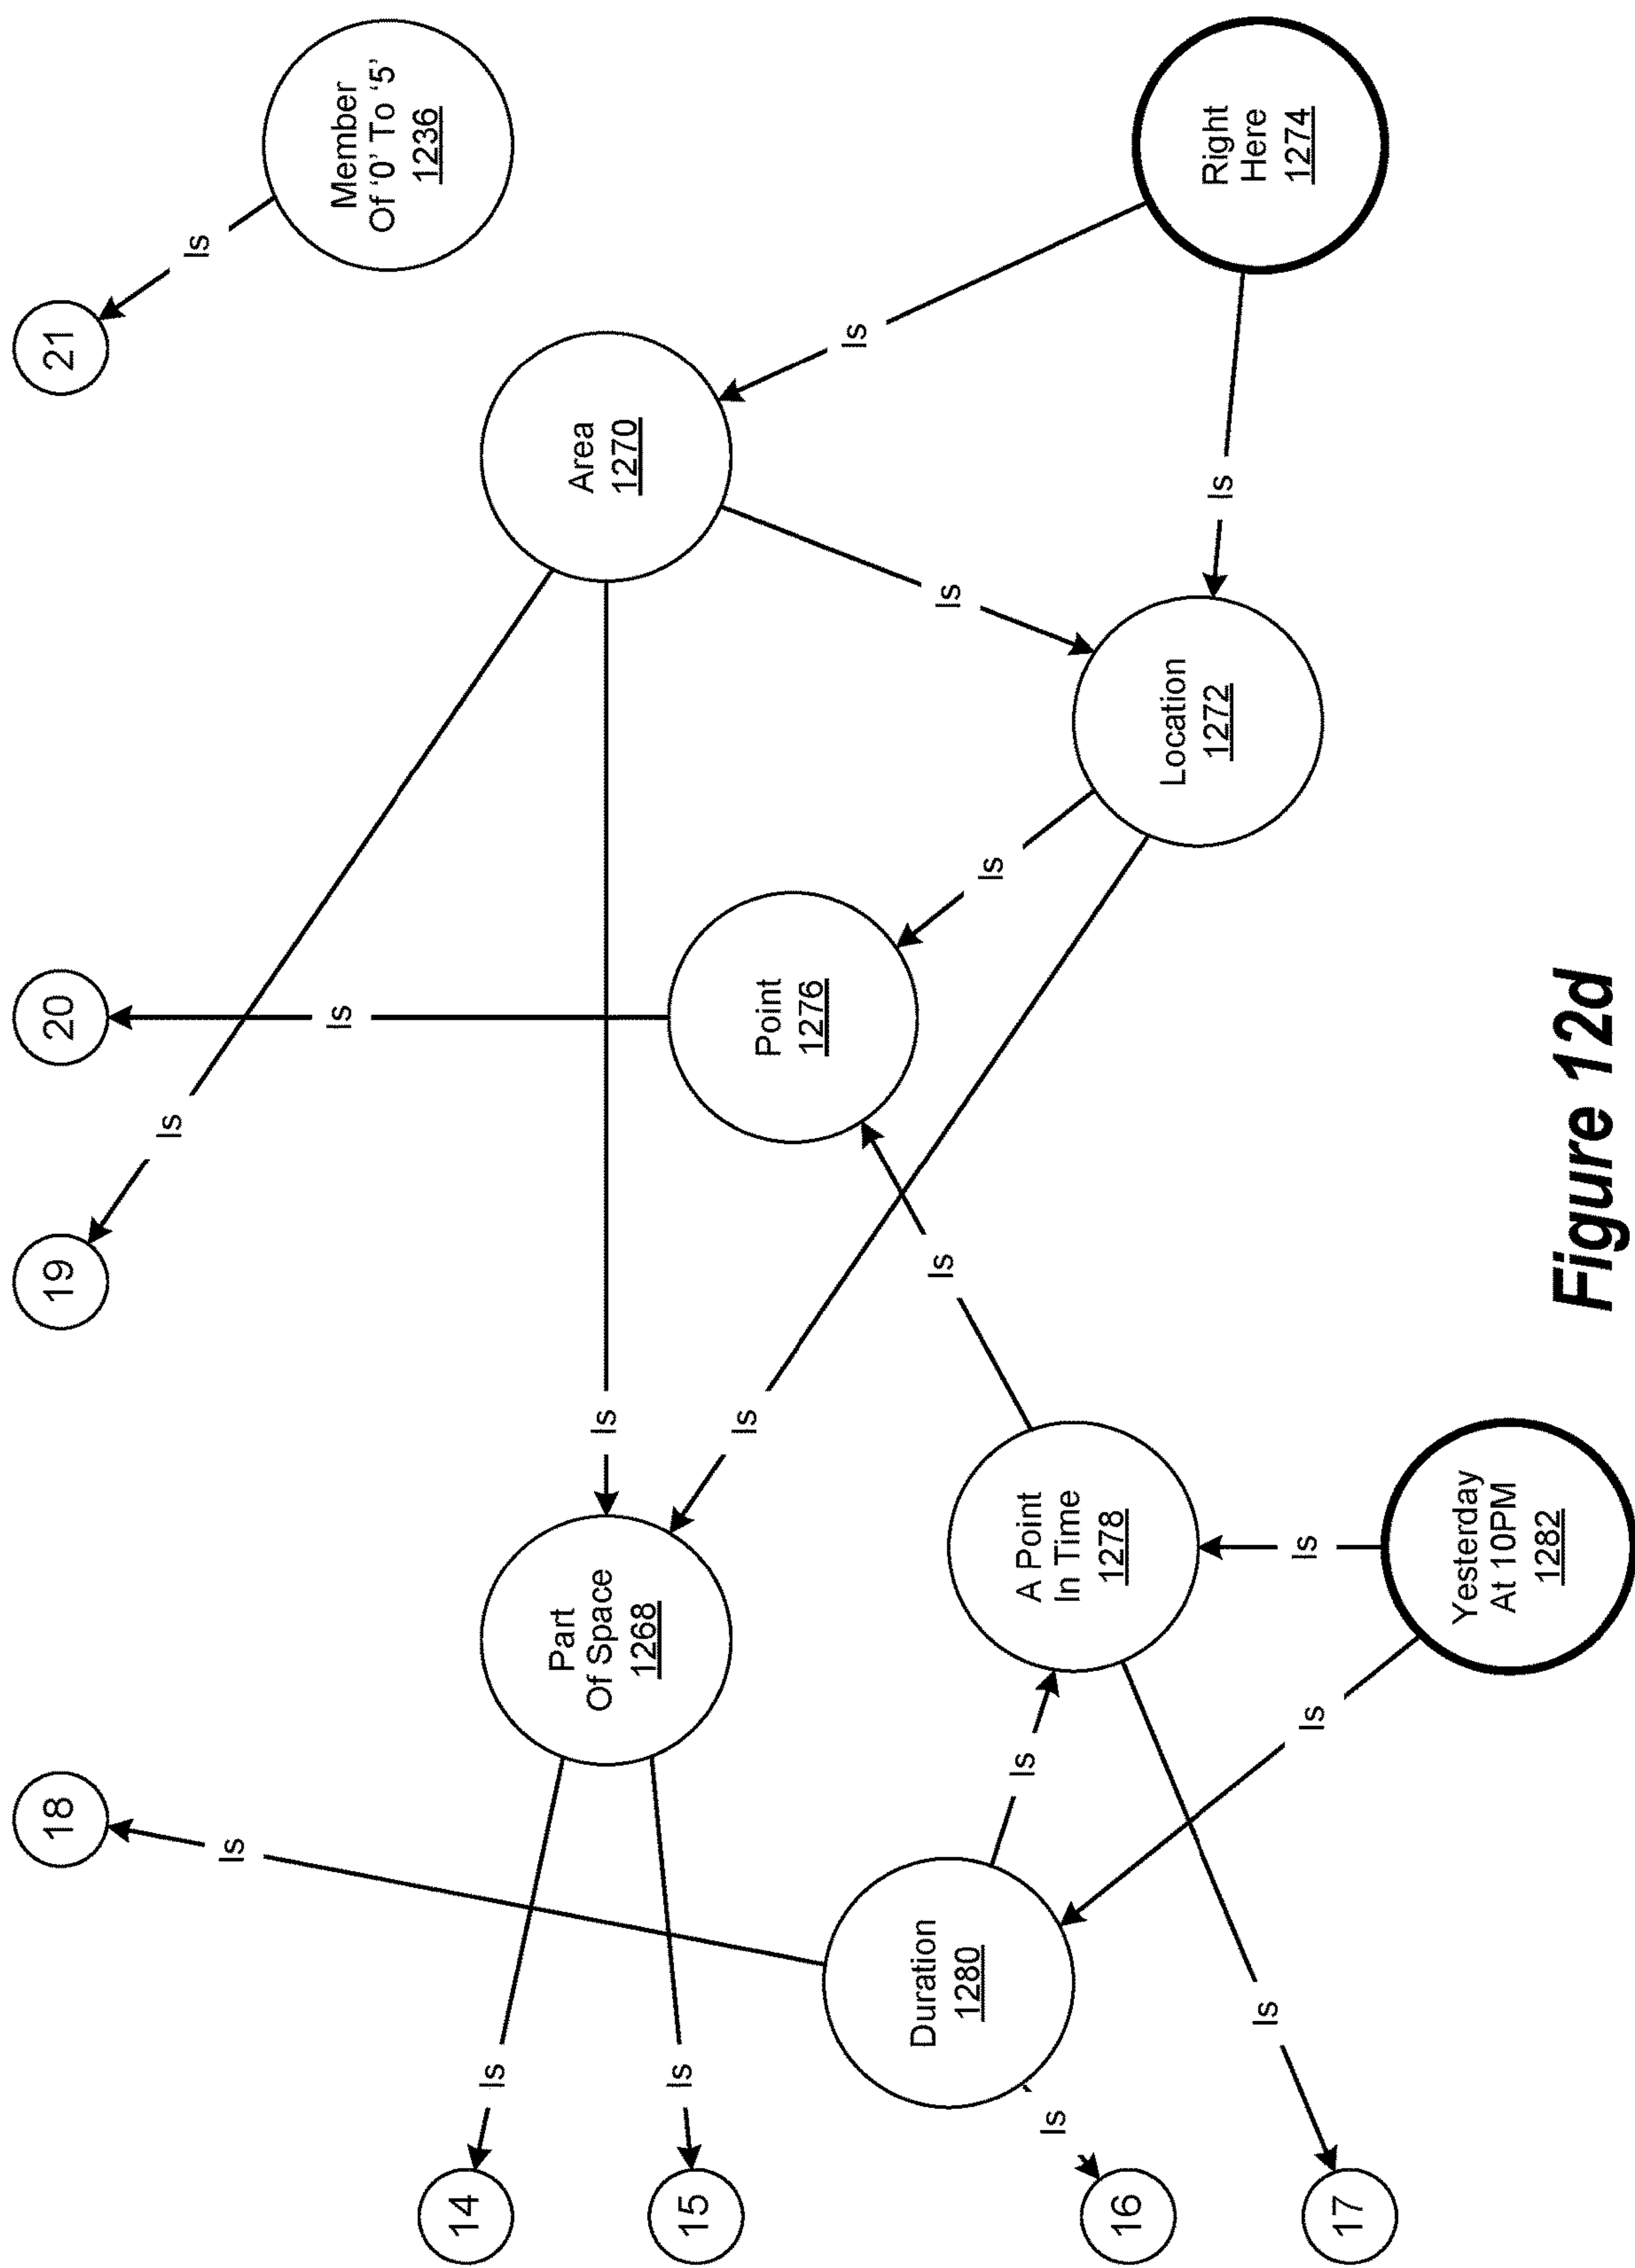 18
19
20
21
Is
Is
Is
Is
14
Is
Part
Of Space
1268
Is
Area
1270
Member
Of ‘0’ To ‘5’
1236
15
Is
Is
Point
1276
Is
Is
Duration
1280
Is
A Point
In Time
1278
Is
Is
Location
1272
Is
Right
Here
1274
16
Is
17
Is
Is
Is
Yesterday
At 10PM
1282
Figure 12d